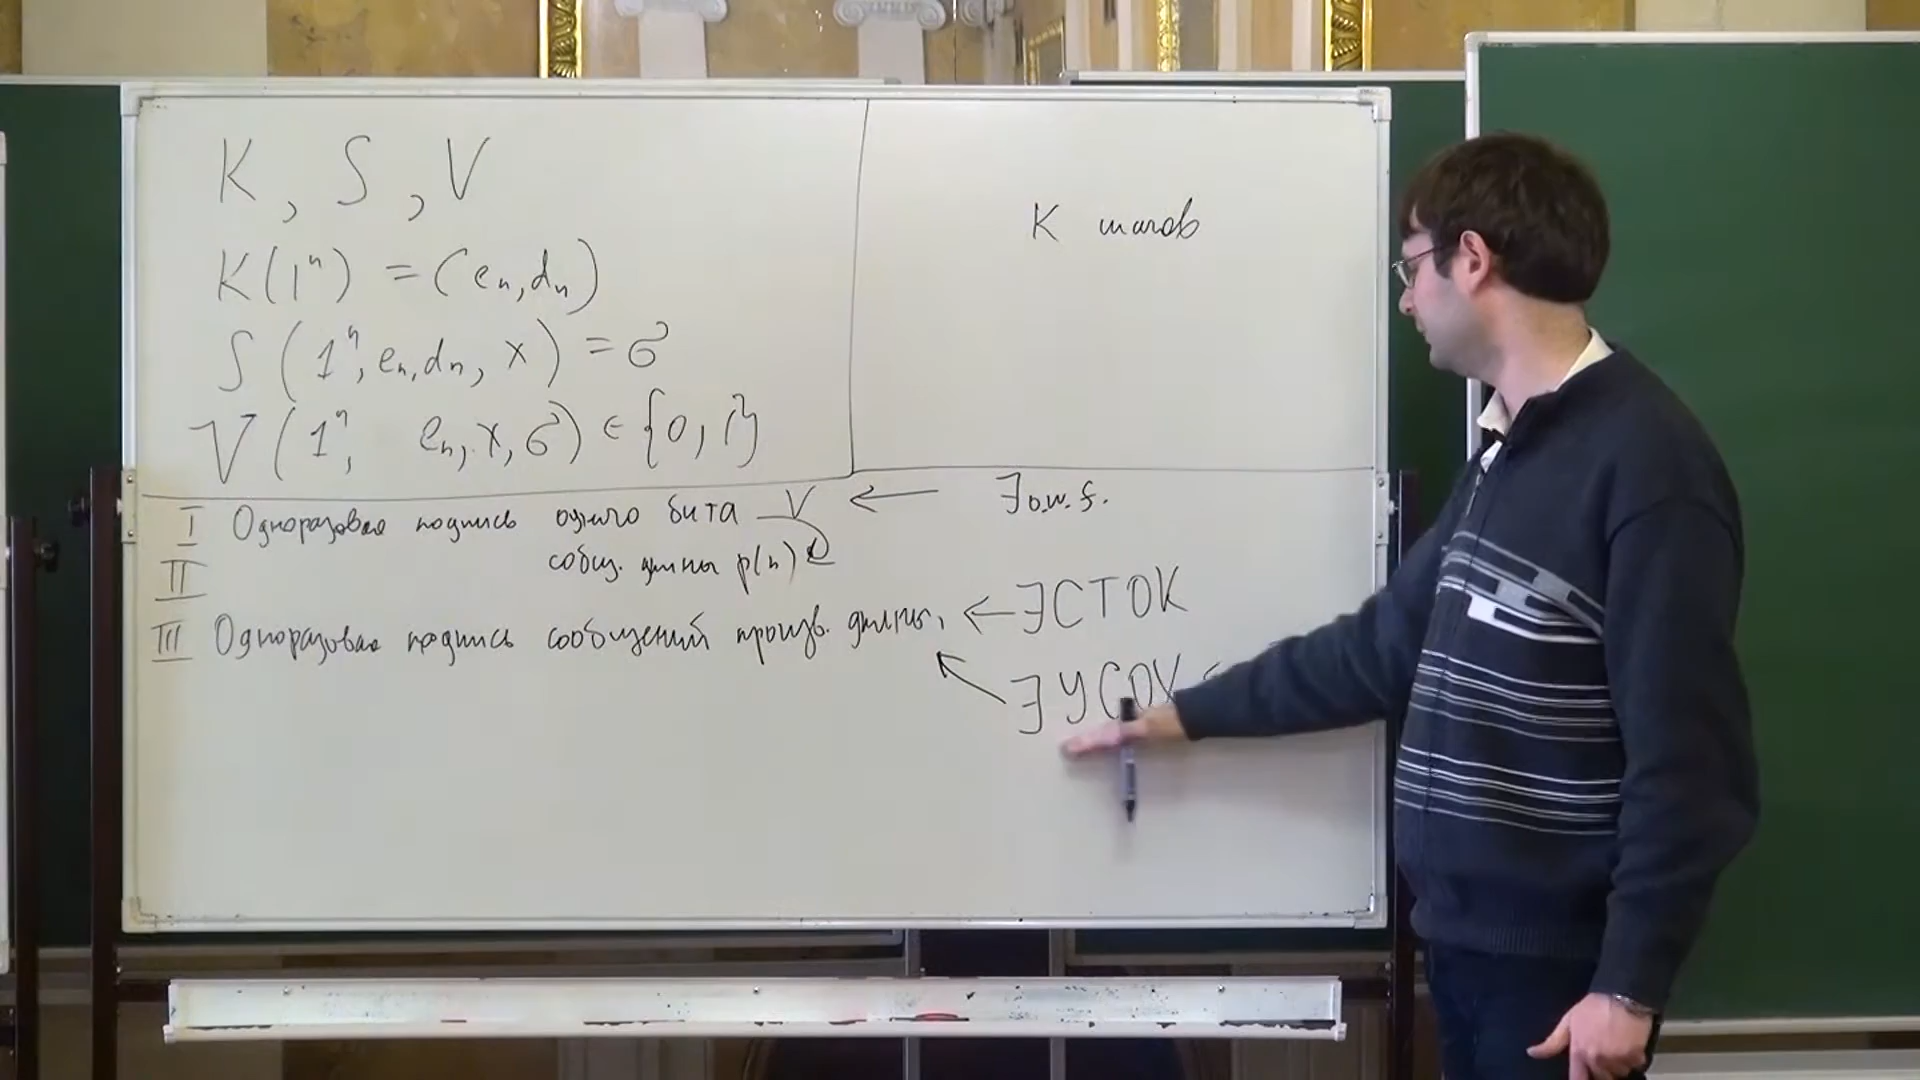 K, S, V
K(1ⁿ) = (eₙ, dₙ)
S(1ⁿ, eₙ, dₙ, x) = σ
V(1ⁿ, eₙ, x, σ) ∈ {0, 1}
K шагов
I Одноразовая подпись одного бита V ← ∃ o.w.f.
II сообщ. длины p(n)
III Одноразовая подпись сообщений произв. длины, ← ∃ СТОК
∃ УСОХ